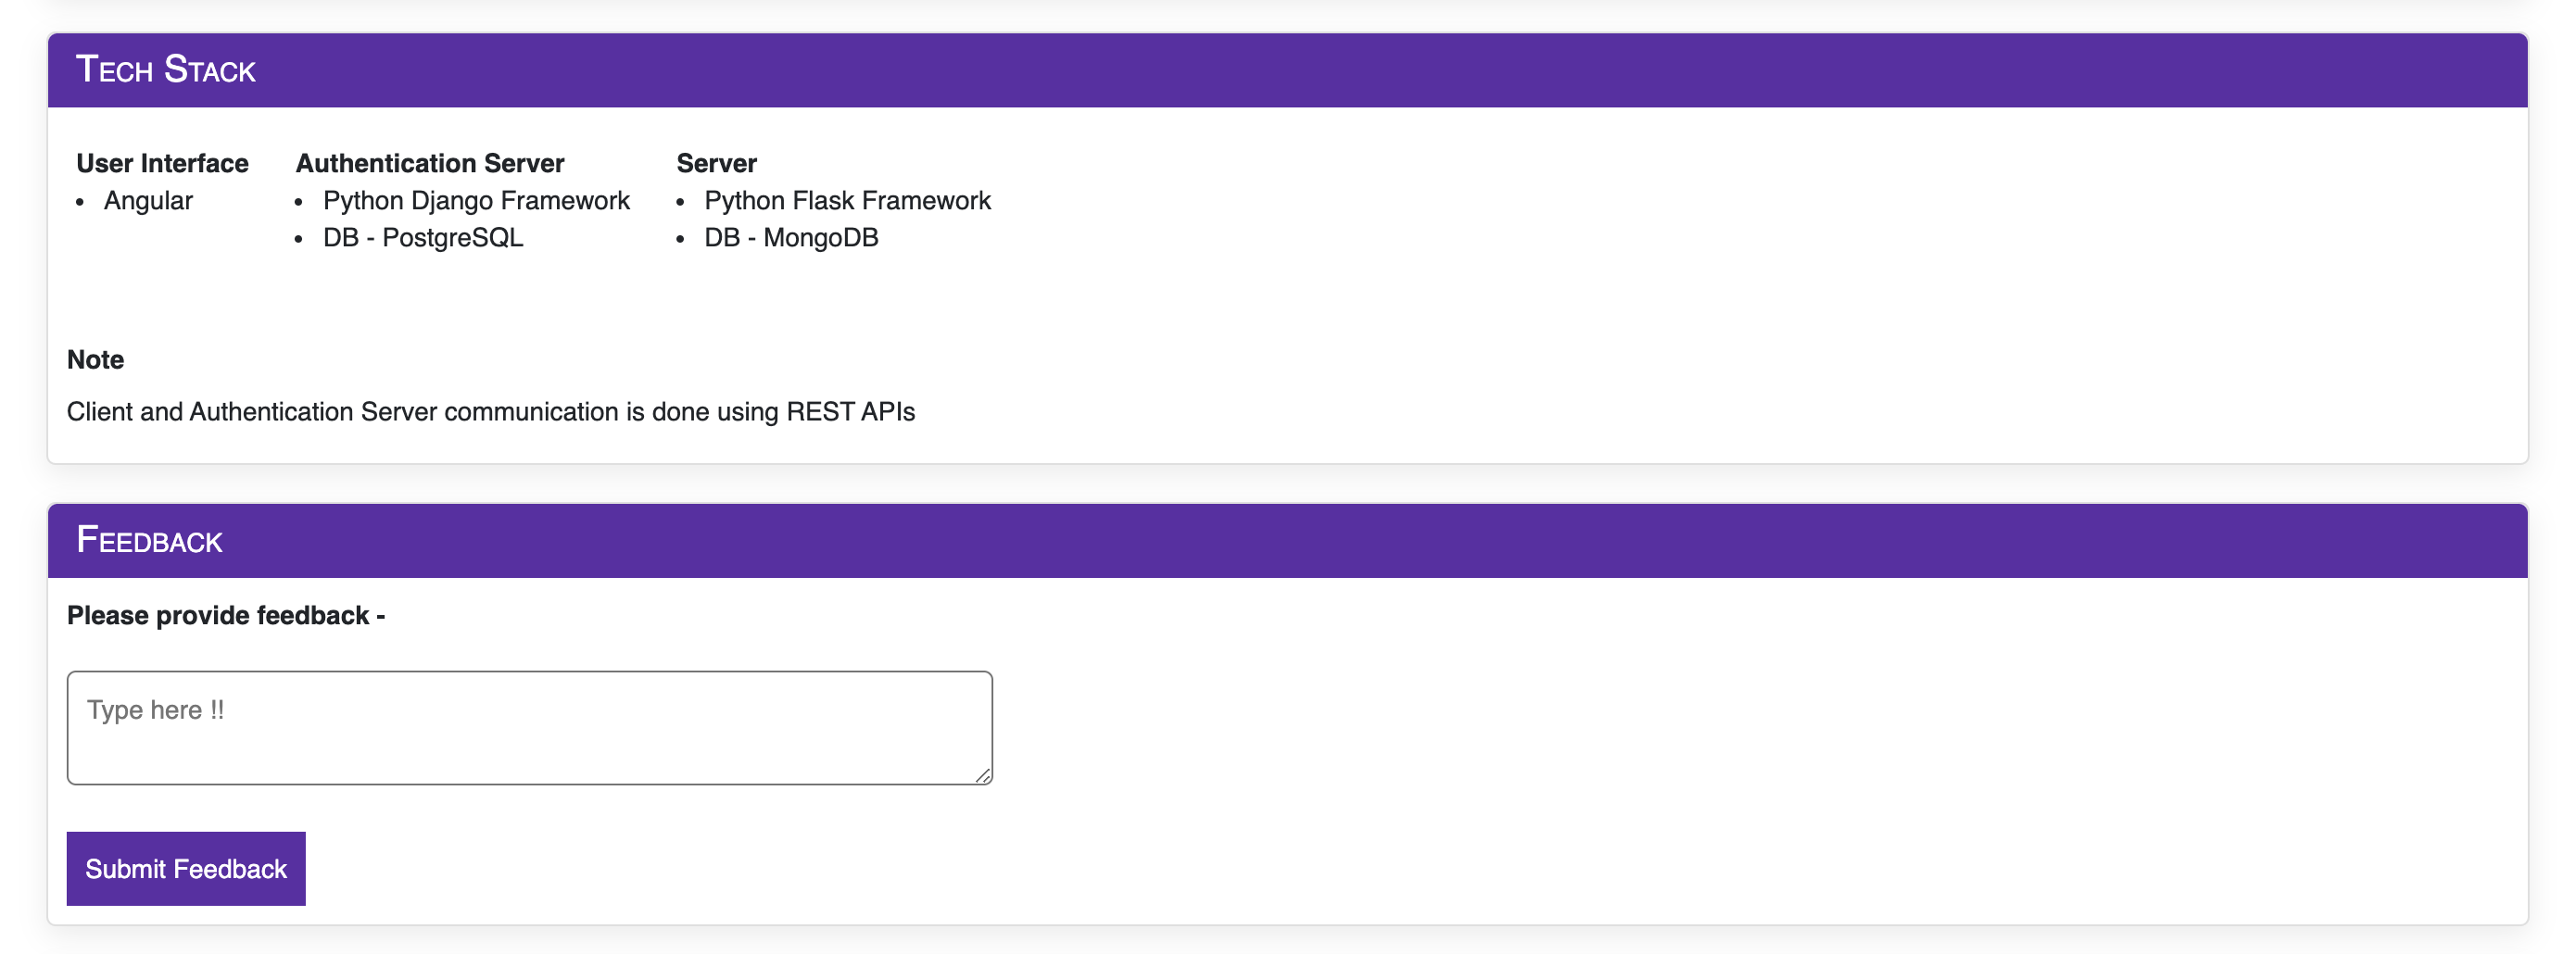 Tech Stack
User Interface
• Angular
Authentication Server
• Python Django Framework
• DB - PostgreSQL
Server
• Python Flask Framework
• DB - MongoDB
Note
Client and Authentication Server communication is done using REST APIs
Feedback
Please provide feedback -
Type here !!
Submit Feedback